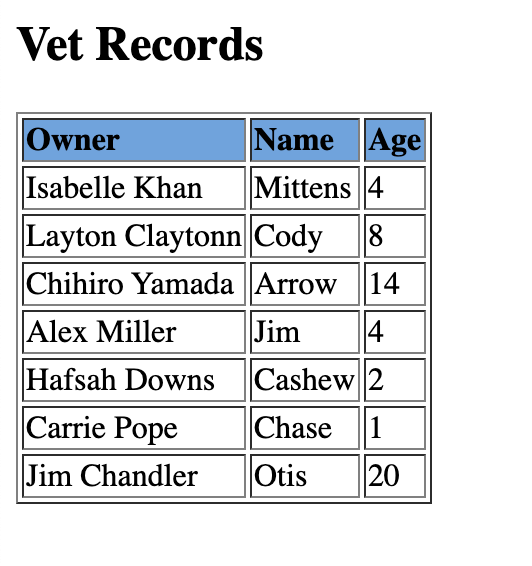 Vet Records
Owner Name Age
Isabelle Khan Mittens 4
Layton Claytonn Cody 8
Chihiro Yamada Arrow 14
Alex Miller Jim 4
Hafsah Downs Cashew 2
Carrie Pope Chase 1
Jim Chandler Otis 20